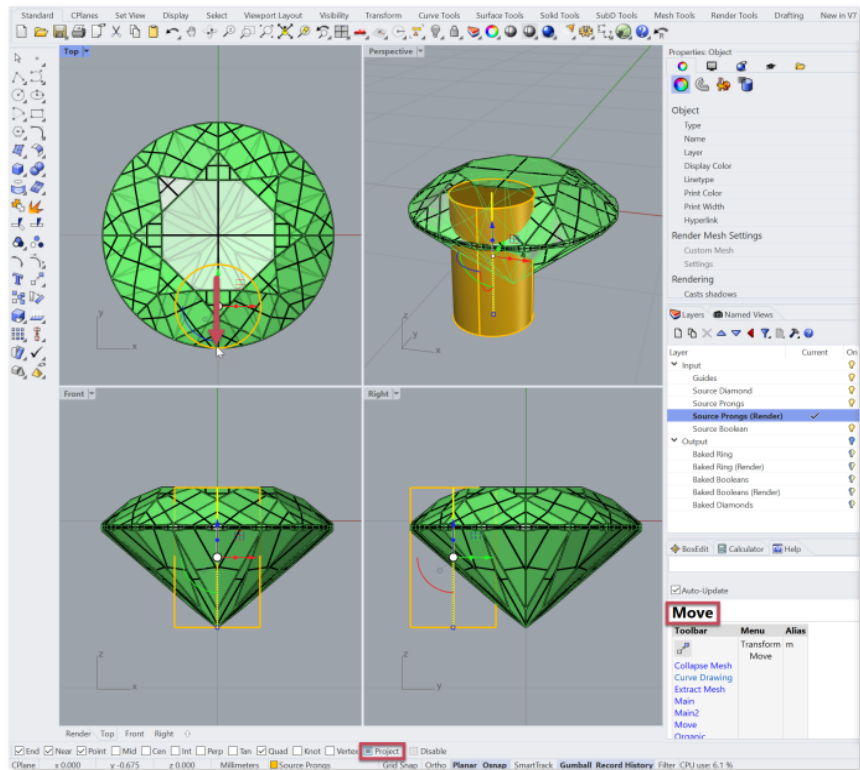 Standard CPlanes Set View Display Select Viewport Layout Visibility Transform Curve Tools Surface Tools Solid Tools SubD Tools Mesh Tools Render Tools Drafting New in V7
Top
Perspective
Properties: Object
Object
Type
Name
Layer
Display Color
Linetype
Print Color
Print Width
Hyperlink
Render Mesh Settings
Custom Mesh
Settings
Rendering
Casts shadows
y
x
z
y
x
Layers Named Views
Layer Current On
Input
Guides
Source Diamond
Source Prongs
Source Prongs (Render)
Source Boolean
Output
Baked Ring
Baked Ring (Render)
Baked Booleans
Baked Booleans (Render)
Baked Diamonds
Front
Right
z
x
z
y
BoxEdit Calculator Help
Auto-Update
Move
Toolbar Menu Alias
Transform m
Move
Collapse Mesh
Curve Drawing
Extract Mesh
Main
Main2
Move
Organic
Render Top Front Right
End Near Point Mid Cen Int Perp Tan Quad Knot Vertex Project Disable
CPlane x 0.000 y -0.675 z 0.000 Millimeters Source Prongs Grid Snap Ortho Planar Osnap SmartTrack Gumball Record History Filter CPU use: 6.1 %